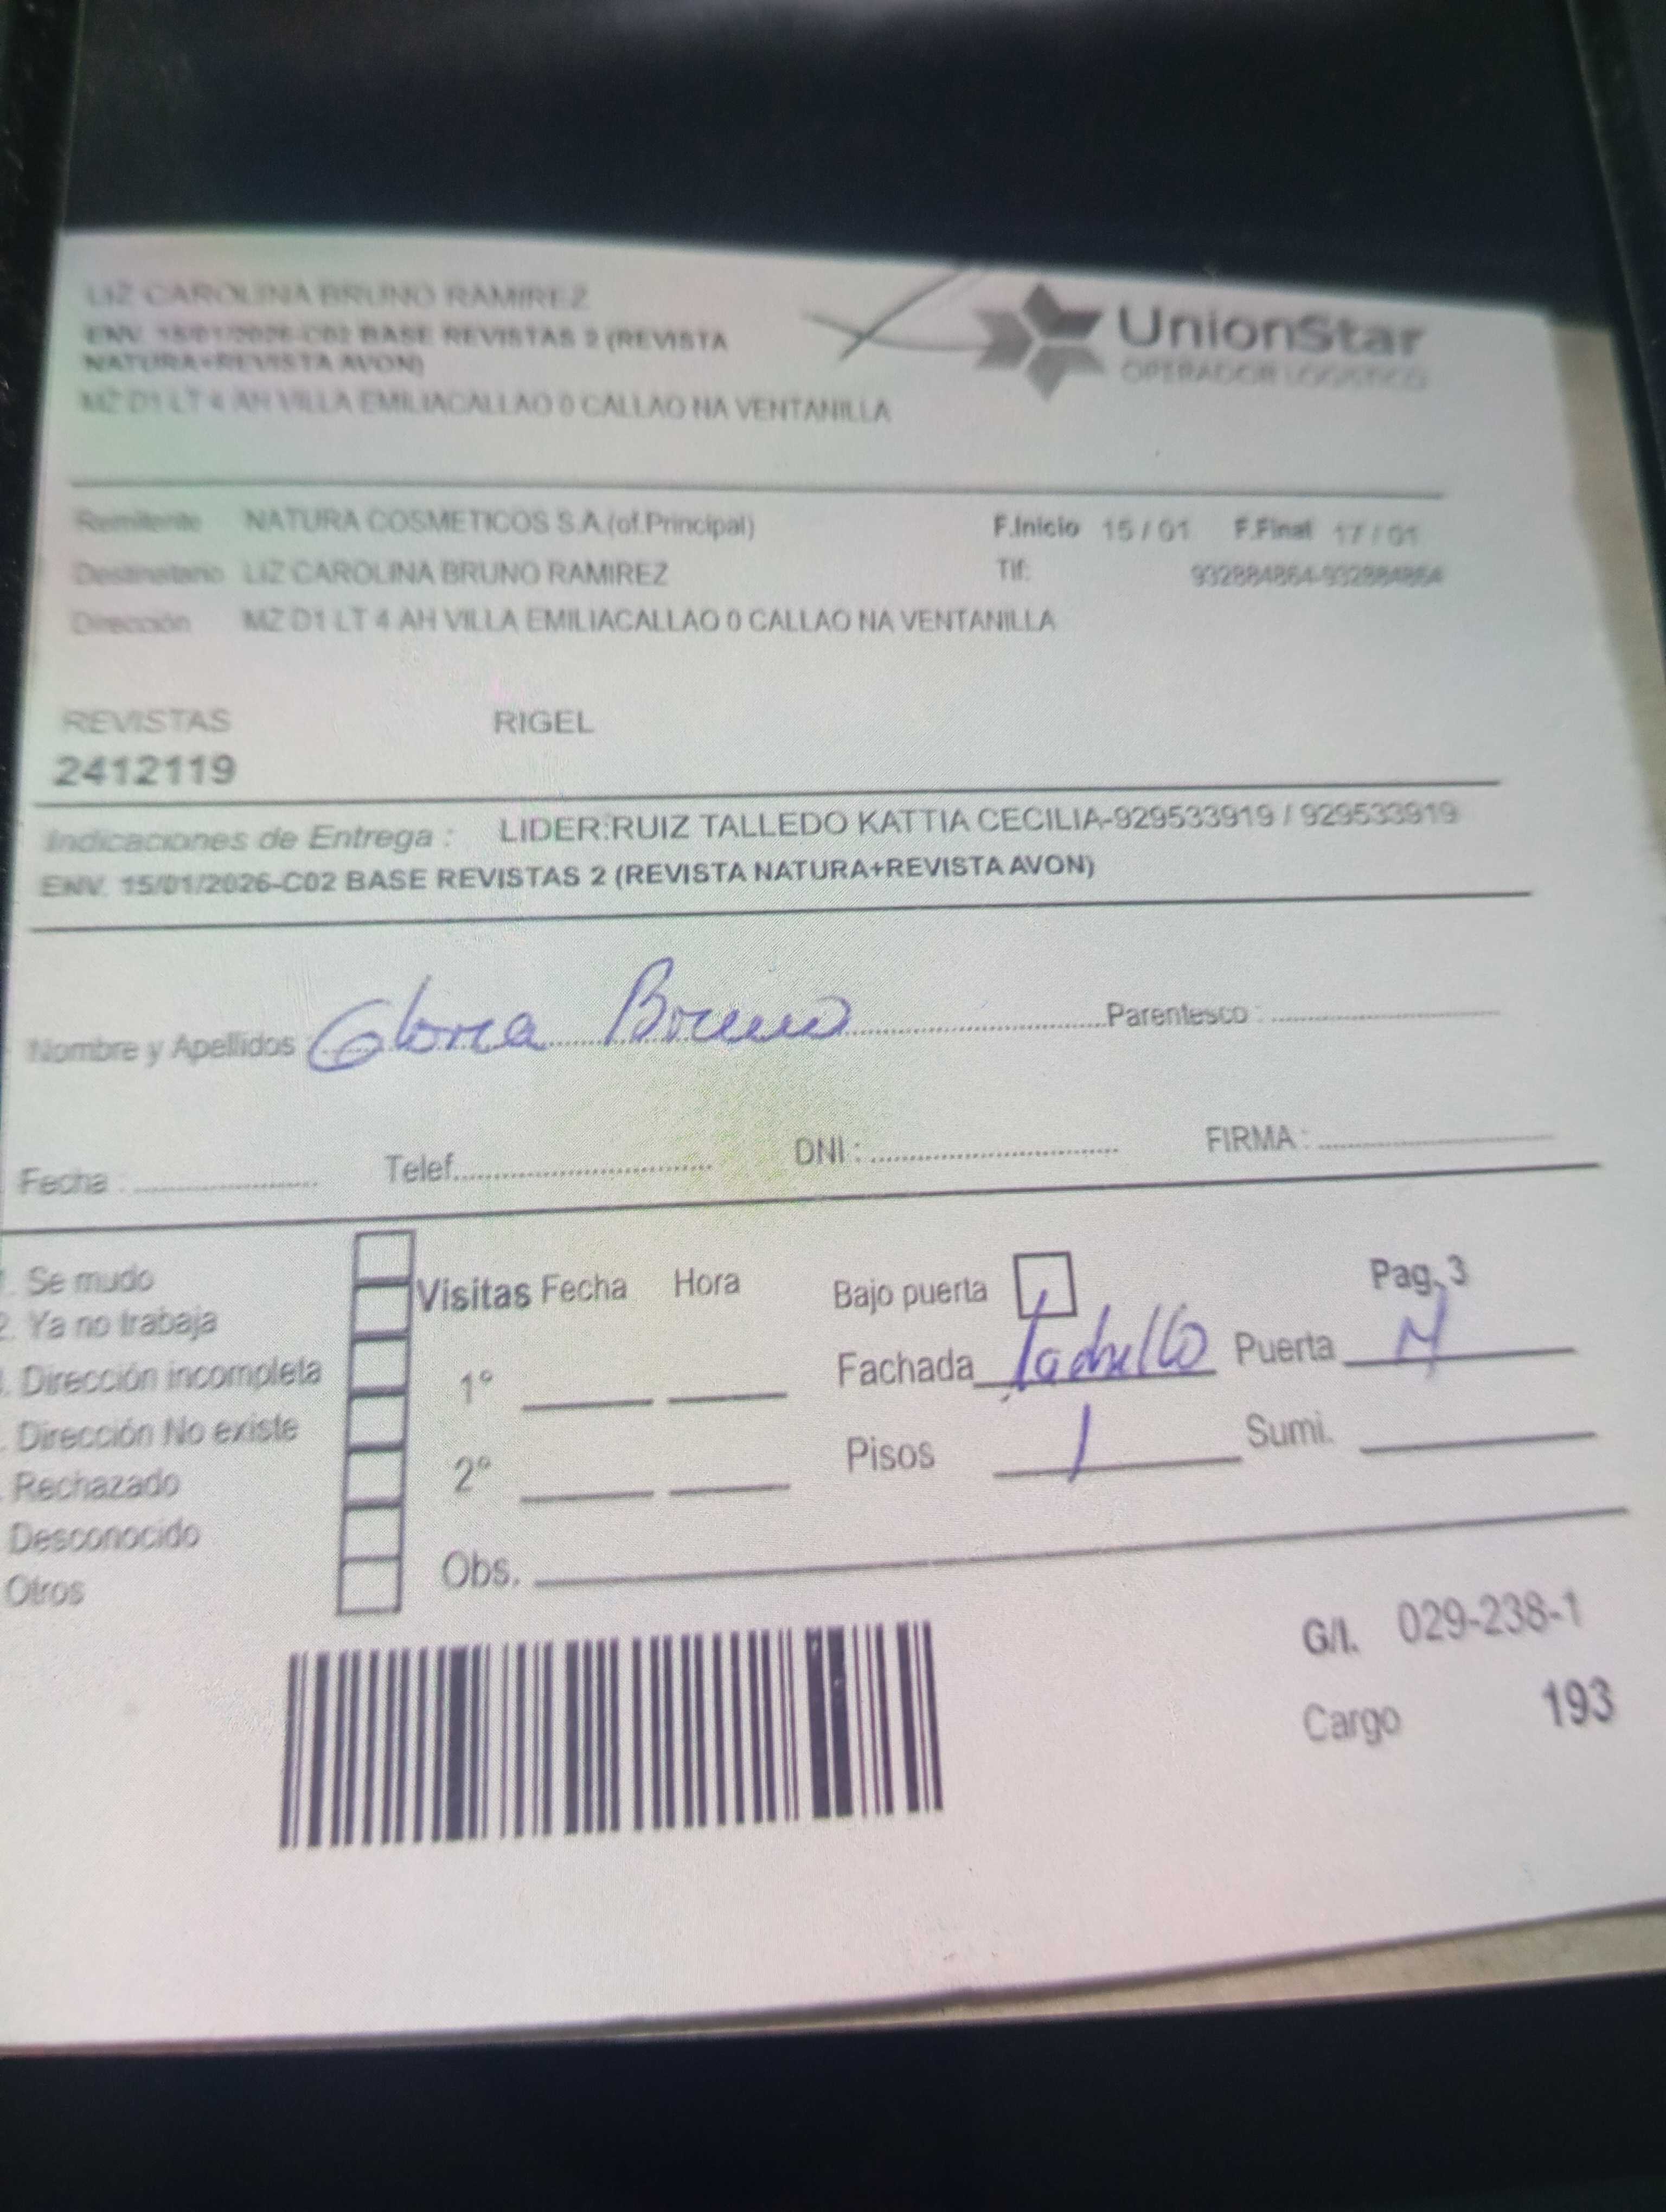 LIZ CAROLINA BRUNO RAMIREZ
ENV. 15/01/2026-C02 BASE REVISTAS 2 (REVISTA
NATURA+REVISTA AVON)
MZ D1 LT 4 AH VILLA EMILIACALLAO 0 CALLAO NA VENTANILLA
UnionStar
OPERADOR LOGISTICO
Remitente NATURA COSMETICOS S.A.(of.Principal) F.Inicio 15 / 01 F.Final 17 / 01
Destinatario LIZ CAROLINA BRUNO RAMIREZ Tlf: 932884864-932884864
Dirección MZ D1 LT 4 AH VILLA EMILIACALLAO 0 CALLAO NA VENTANILLA
REVISTAS RIGEL
2412119
Indicaciones de Entrega : LIDER:RUIZ TALLEDO KATTIA CECILIA-929533919 / 929533919
ENV. 15/01/2026-C02 BASE REVISTAS 2 (REVISTA NATURA+REVISTA AVON)
Nombre y Apellidos : Gloria Bruno Parentesco :
Fecha : Telef. DNI : FIRMA :
. Se mudo
2. Ya no trabaja
. Dirección incompleta
. Dirección No existe
Rechazado
Desconocido
Otros
Visitas Fecha Hora
1°
2°
Obs.
Bajo puerta Pag. 3
Fachada ladrillo Puerta M
Pisos 1 Sumi.
G/I. 029-238-1
Cargo 193